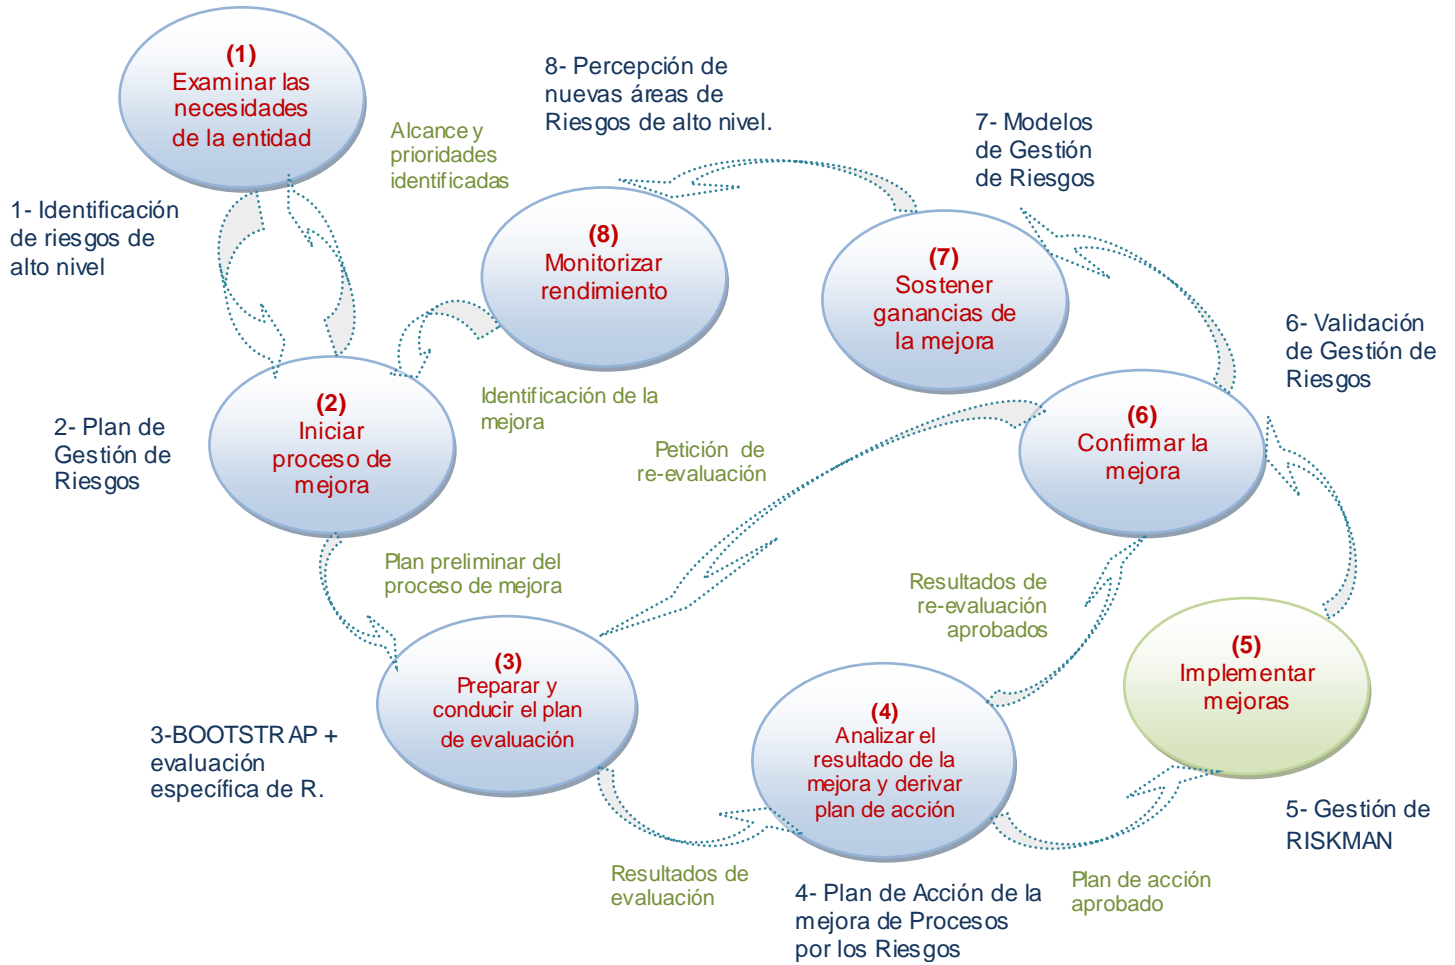 (1)
Examinar las
necesidades
de la entidad
8- Percepción de
nuevas áreas de
Riesgos de alto nivel.
7- Modelos
de Gestión
de Riesgos
Alcance y
prioridades
identificadas
1- Identificación
de riesgos de
alto nivel
(8)
Monitorizar
rendimiento
(7)
Sostener
ganancias de
la mejora
6- Validación
de Gestión de
Riesgos
(2)
Iniciar
proceso de
mejora
2- Plan de
Gestión de
Riesgos
Identificación de la
mejora
Petición de
re-evaluación
(6)
Confirmar la
mejora
Plan preliminar del
proceso de mejora
Resultados de
re-evaluación
aprobados
(3)
Preparar y
conducir el plan
de evaluación
3-BOOTSTRAP +
evaluación
específica de R.
(4)
Analizar el
resultado de la
mejora y derivar
plan de acción
(5)
Implementar
mejoras
5- Gestión de
RISKMAN
Resultados de
evaluación
4- Plan de Acción de la
mejora de Procesos
por los Riesgos
Plan de acción
aprobado